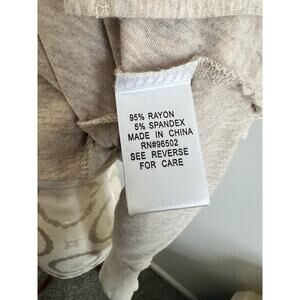 95% RAYON
5% SPANDEX
MADE IN CHINA
RN#96502
SEE REVERSE
FOR CARE